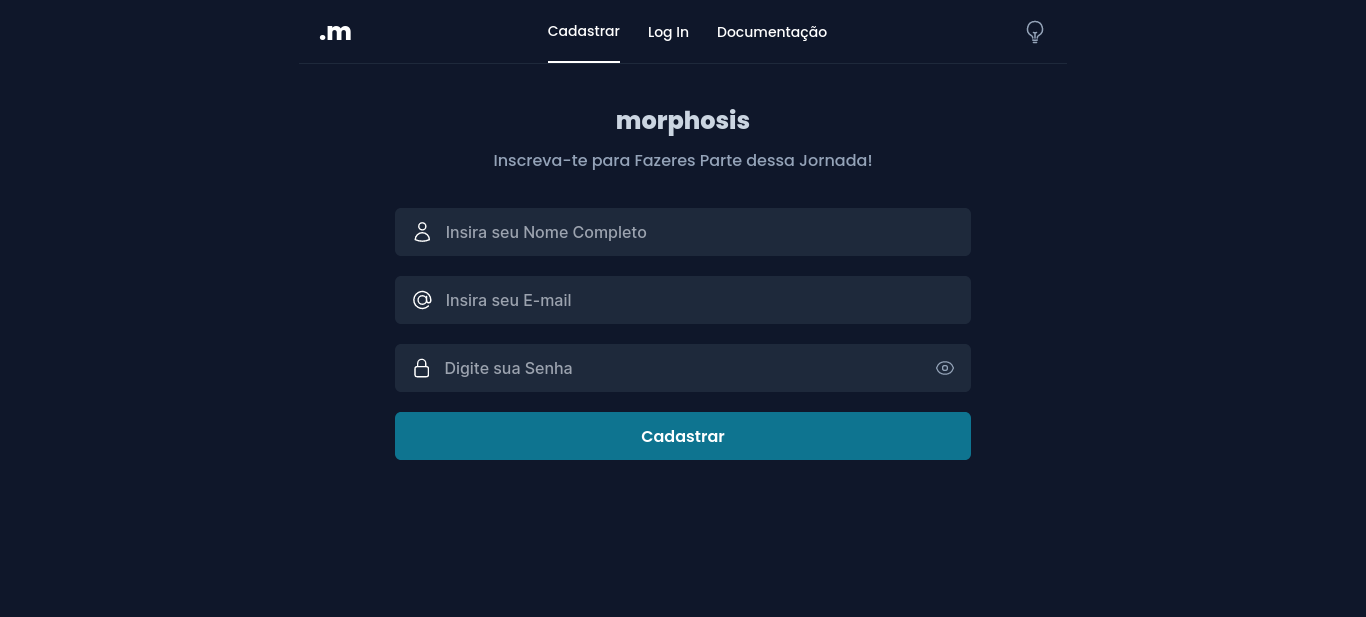 .m
Cadastrar
Log In
Documentação
morphosis
Inscreva-te para Fazeres Parte dessa Jornada!
Insira seu Nome Completo
Insira seu E-mail
Digite sua Senha
Cadastrar